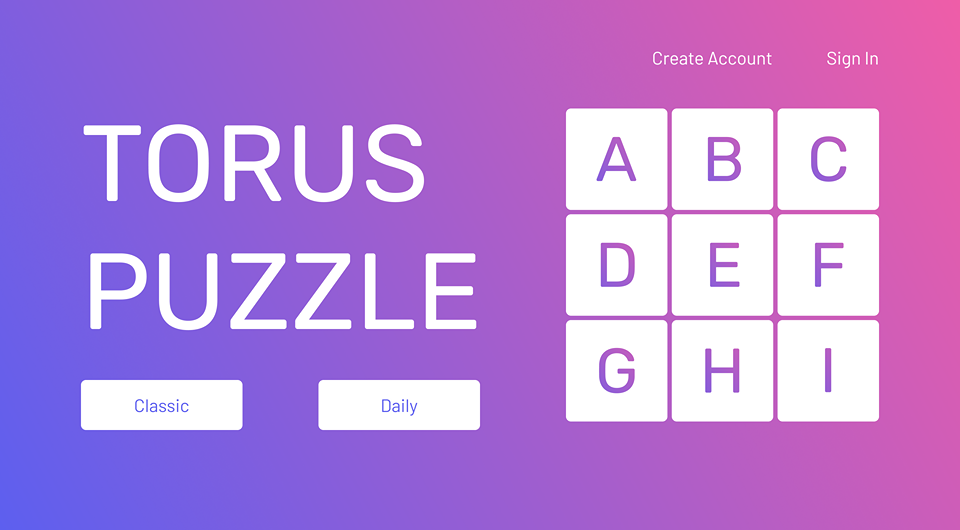 Create Account Sign In
TORUS
PUZZLE
Classic Daily
A B C
D E F
G H I